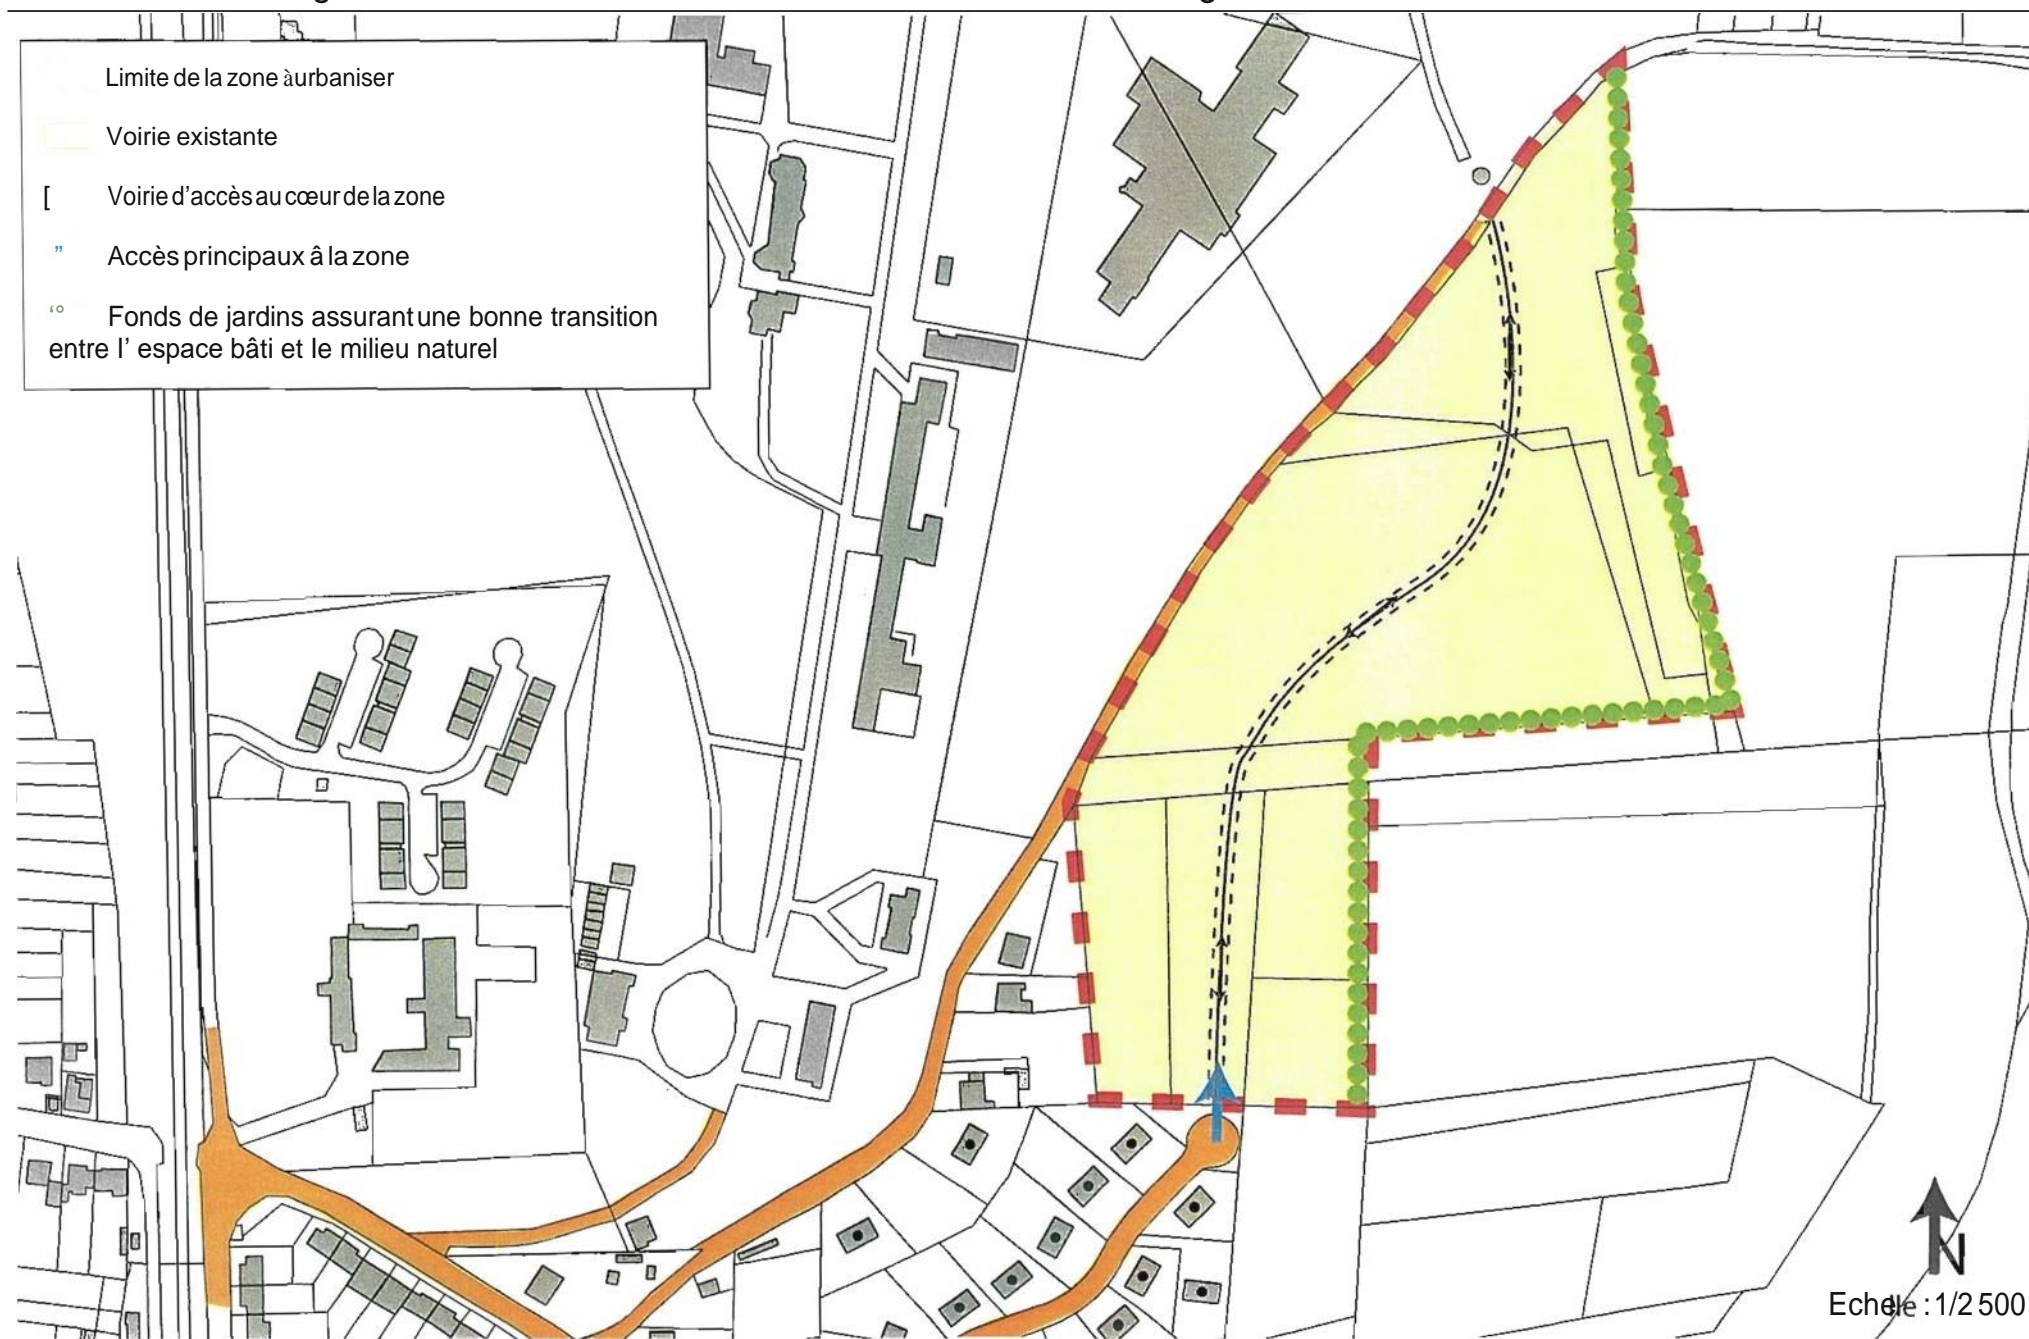 Limite de la zone àurbaniser
Voirie existante
[ Voirie d'accès au cœur de la zone
” Accès principaux â la zone
‘° Fonds de jardins assurant une bonne transition
entre l' espace bâti et le milieu naturel
N
Echelle : 1/2 500